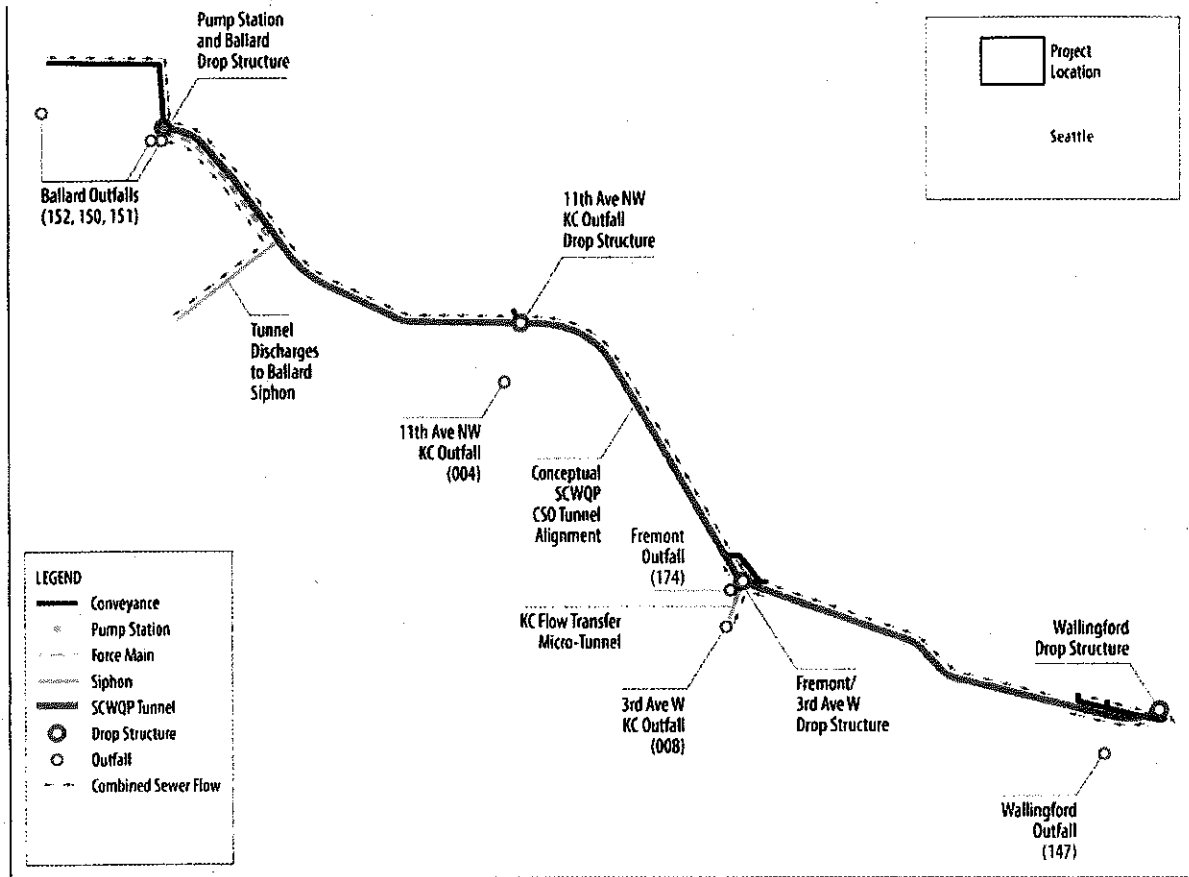 Pump Station
and Ballard
Drop Structure
Project
Location
Seattle
Ballard Outfalls
(152, 150, 151)
11th Ave NW
KC Outfall
Drop Structure
Tunnel
Discharges
to Ballard
Siphon
11th Ave NW
KC Outfall
(004)
Conceptual
SCWQP
CSO Tunnel
Alignment
Fremont
Outfall
(174)
KC Flow Transfer
Micro-Tunnel
3rd Ave W
KC Outfall
(008)
Fremont/
3rd Ave W
Drop Structure
Wallingford
Drop Structure
Wallingford
Outfall
(147)
LEGEND
Conveyance
Pump Station
Force Main
Siphon
SCWQP Tunnel
Drop Structure
Outfall
Combined Sewer Flow